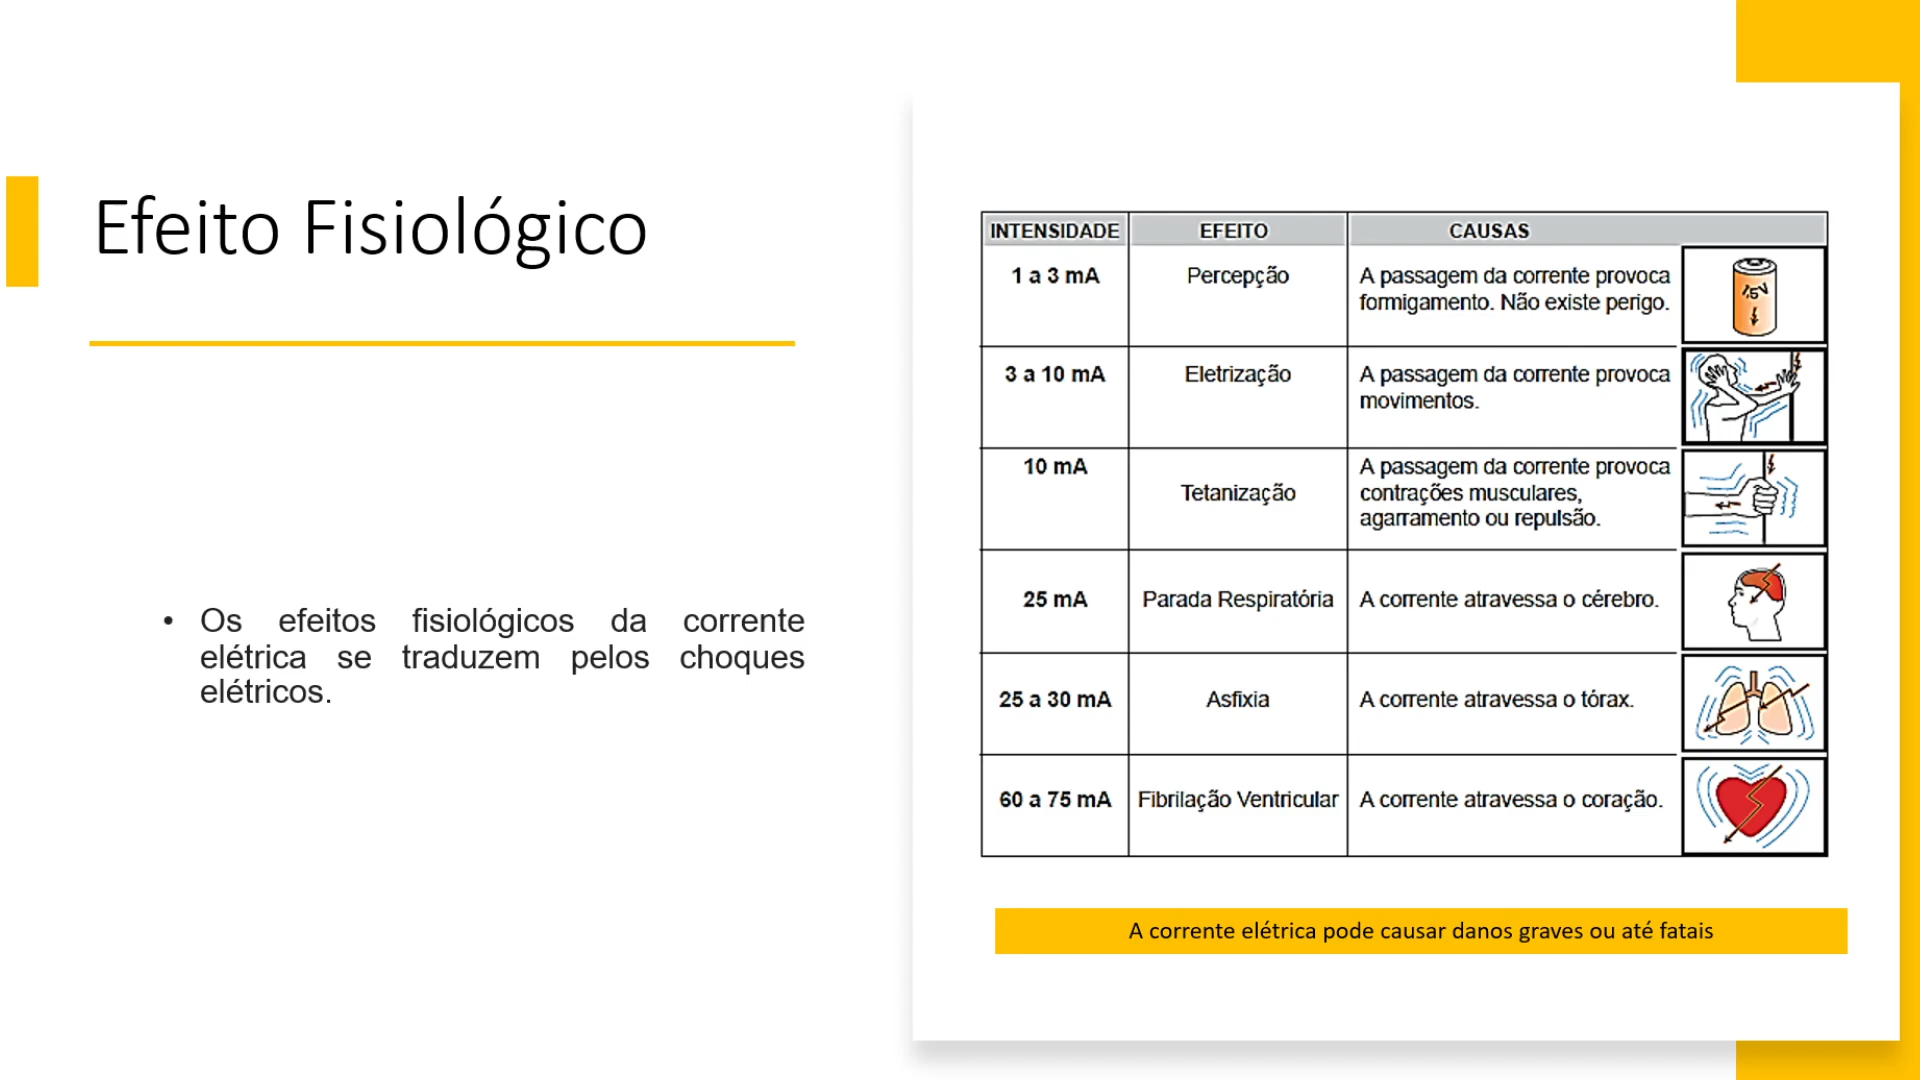 Efeito Fisiológico
• Os efeitos fisiológicos da corrente
elétrica se traduzem pelos choques
elétricos.
INTENSIDADE EFEITO CAUSAS
1 a 3 mA Percepção A passagem da corrente provoca
formigamento. Não existe perigo.
1,5V
3 a 10 mA Eletrização A passagem da corrente provoca
movimentos.
10 mA A passagem da corrente provoca
Tetanização contrações musculares,
agarramento ou repulsão.
25 mA Parada Respiratória A corrente atravessa o cérebro.
25 a 30 mA Asfixia A corrente atravessa o tórax.
60 a 75 mA Fibrilação Ventricular A corrente atravessa o coração.
A corrente elétrica pode causar danos graves ou até fatais